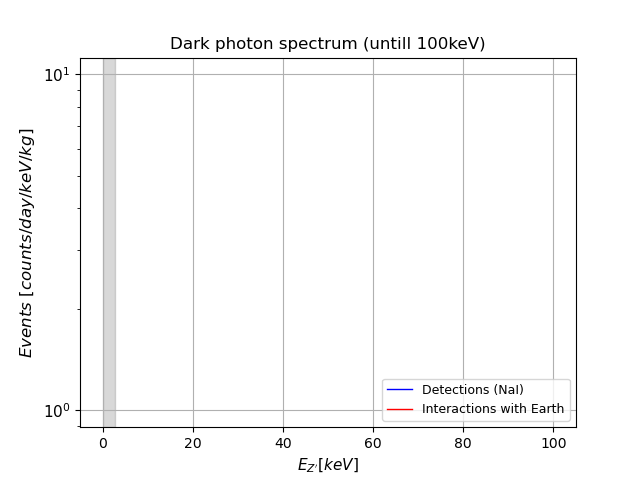 Dark photon spectrum (untill 100keV)
Events [counts/day/keV/kg]
10¹
10⁰
Detections (NaI)
Interactions with Earth
0 20 40 60 80 100
E_Z' [keV]